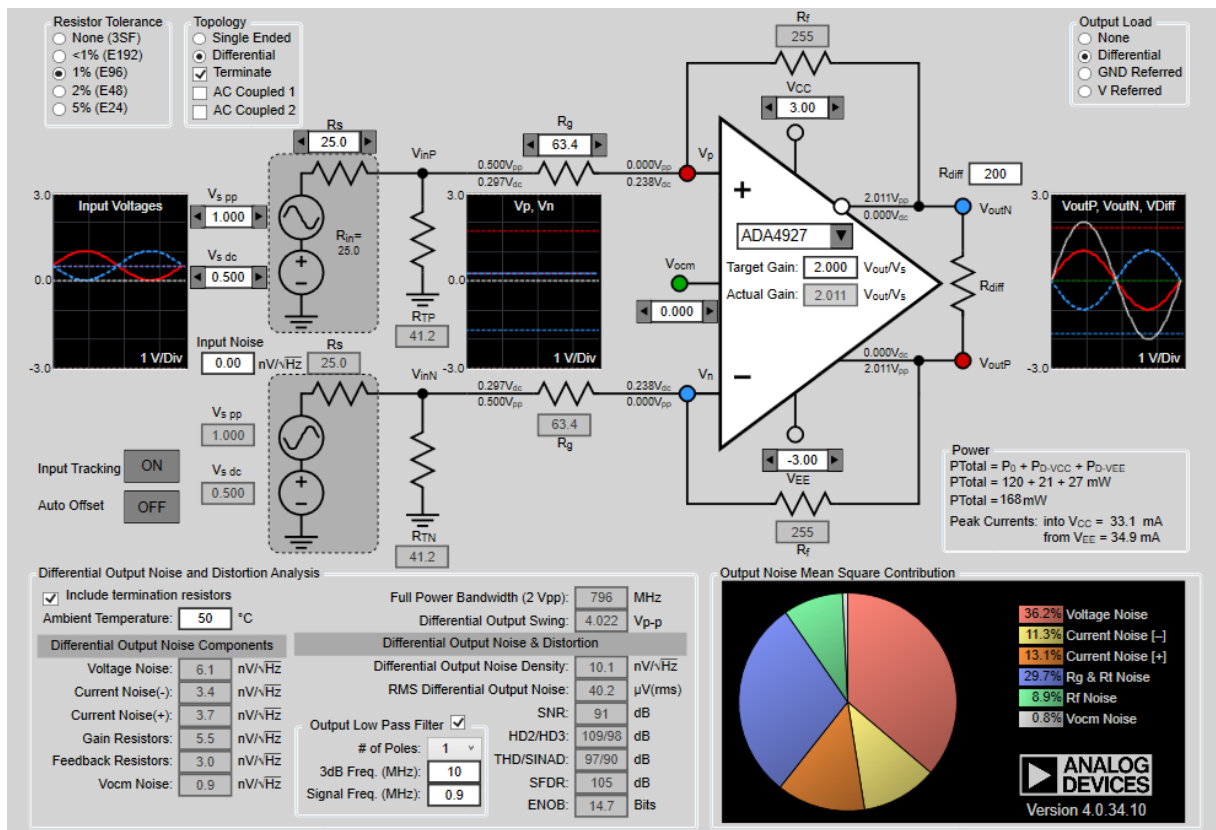 Resistor Tolerance
None (3SF)
<1% (E192)
1% (E96)
2% (E48)
5% (E24)
Topology
Single Ended
Differential
Terminate
AC Coupled 1
AC Coupled 2
Output Load
None
Differential
GND Referred
V Referred
Rf
255
VCC
3.00
Rs
25.0
VinP
Rg
63.4
0.500Vpp
0.297Vdc
0.000Vpp
0.238Vdc
Vp
Rdiff 200
3.0 Input Voltages
0.0
-3.0 1 V/Div
Vs pp
1.000
Vs dc
0.500
Rin=
25.0
RTP
41.2
3.0 Vp, Vn
0.0
-3.0 1 V/Div
+
ADA4927
Target Gain: 2.000 Vout/Vs
Actual Gain: 2.011 Vout/Vs
Vocm
0.000
2.011Vpp
0.000Vdc
VoutN
Rdiff
VoutP
3.0 VoutP, VoutN, VDiff
0.0
-3.0 1 V/Div
0.000Vdc
2.011Vpp
Input Noise
0.00 nV/√Hz
Rs
25.0
VinN
0.297Vdc
0.500Vpp
0.238Vdc
0.000Vpp
Vn
63.4
Rg
Vs pp
1.000
Vs dc
0.500
Input Tracking ON
Auto Offset OFF
RTN
41.2
-3.00
VEE
255
Rf
Power
PTotal = P0 + PD-VCC + PD-VEE
PTotal = 120 + 21 + 27 mW
PTotal = 168 mW
Peak Currents: into VCC = 33.1 mA
from VEE = 34.9 mA
Differential Output Noise and Distortion Analysis
Include termination resistors
Ambient Temperature: 50 °C
Differential Output Noise Components
Voltage Noise: 6.1 nV/√Hz
Current Noise(-): 3.4 nV/√Hz
Current Noise(+): 3.7 nV/√Hz
Gain Resistors: 5.5 nV/√Hz
Feedback Resistors: 3.0 nV/√Hz
Vocm Noise: 0.9 nV/√Hz
Full Power Bandwidth (2 Vpp): 796 MHz
Differential Output Swing: 4.022 Vp-p
Differential Output Noise & Distortion
Differential Output Noise Density: 10.1 nV/√Hz
RMS Differential Output Noise: 40.2 µV(rms)
SNR: 91 dB
HD2/HD3: 109/98 dB
THD/SINAD: 97/90 dB
SFDR: 105 dB
ENOB: 14.7 Bits
Output Low Pass Filter
# of Poles: 1
3dB Freq. (MHz): 10
Signal Freq. (MHz): 0.9
Output Noise Mean Square Contribution
36.2% Voltage Noise
11.3% Current Noise [–]
13.1% Current Noise [+]
29.7% Rg & Rt Noise
8.9% Rf Noise
0.8% Vocm Noise
ANALOG
DEVICES
Version 4.0.34.10